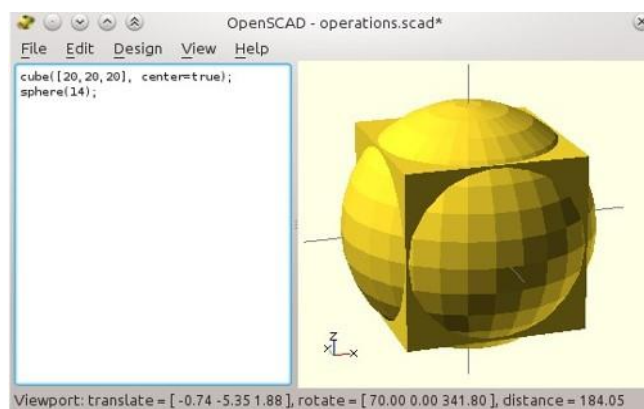 OpenSCAD - operations.scad*
File Edit Design View Help
cube([20,20,20], center=true);
sphere(14);
Z
X
Viewport: translate = [ -0.74 -5.35 1.88 ], rotate = [ 70.00 0.00 341.80 ], distance = 184.05